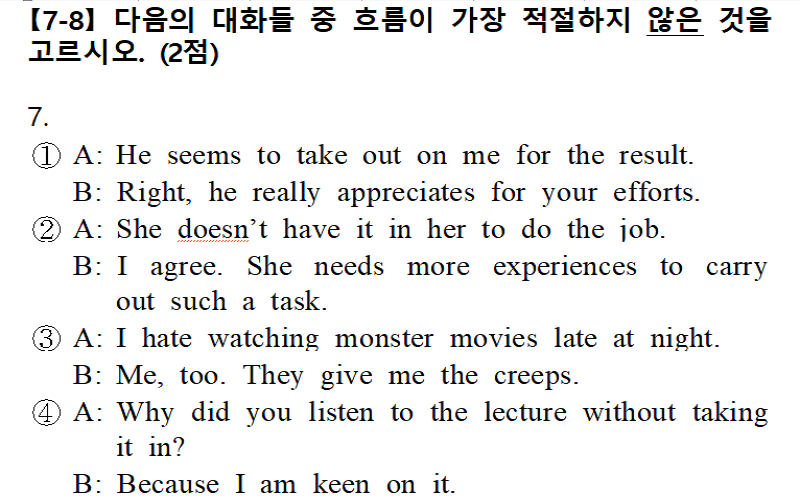 【7-8】 다음의 대화들 중 흐름이 가장 적절하지 않은 것을
고르시오. (2점)
7.
① A: He seems to take out on me for the result.
B: Right, he really appreciates for your efforts.
② A: She doesn't have it in her to do the job.
B: I agree. She needs more experiences to carry
out such a task.
③ A: I hate watching monster movies late at night.
B: Me, too. They give me the creeps.
④ A: Why did you listen to the lecture without taking
it in?
B: Because I am keen on it.